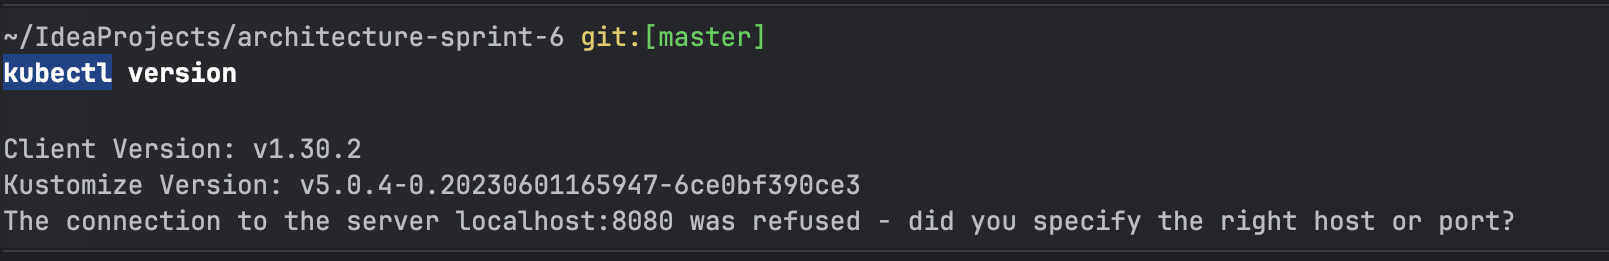 ~/IdeaProjects/architecture-sprint-6 git:[master]
kubectl version
Client Version: v1.30.2
Kustomize Version: v5.0.4-0.20230601165947-6ce0bf390ce3
The connection to the server localhost:8080 was refused - did you specify the right host or port?